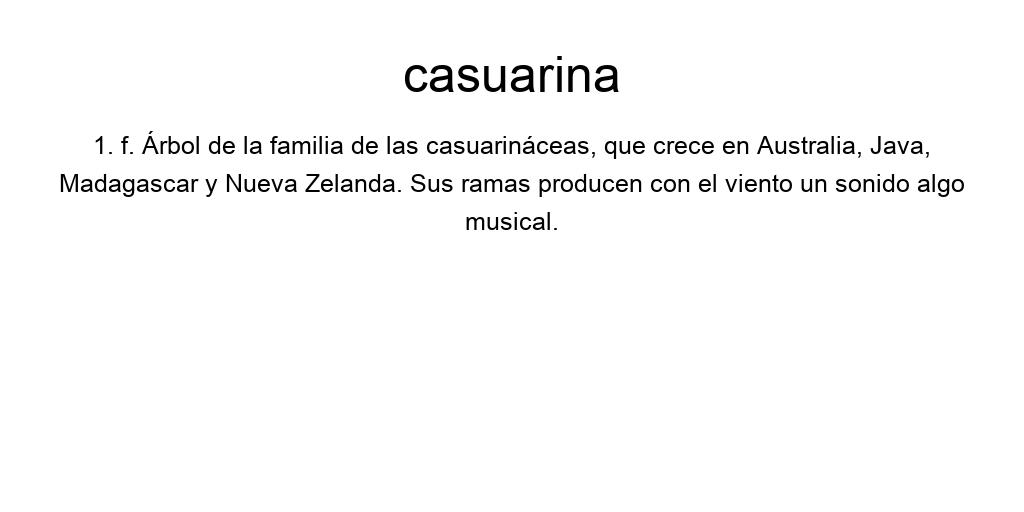 casuarina
1. f. Árbol de la familia de las casuarináceas, que crece en Australia, Java,
Madagascar y Nueva Zelanda. Sus ramas producen con el viento un sonido algo
musical.